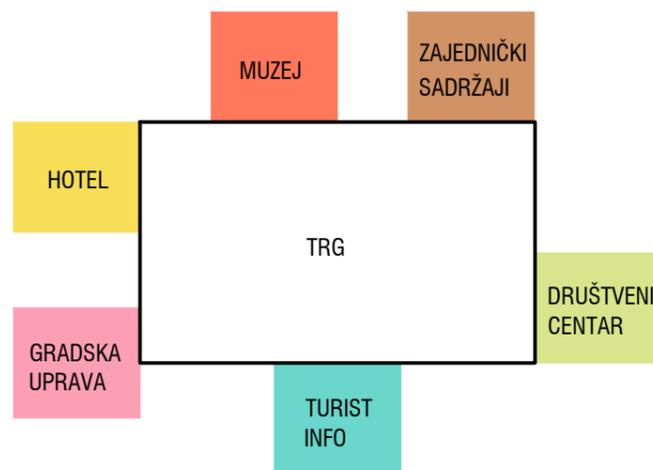 MUZEJ
ZAJEDNIČKI
SADRŽAJI
HOTEL
TRG
DRUŠTVENI
CENTAR
GRADSKA
UPRAVA
TURIST
INFO